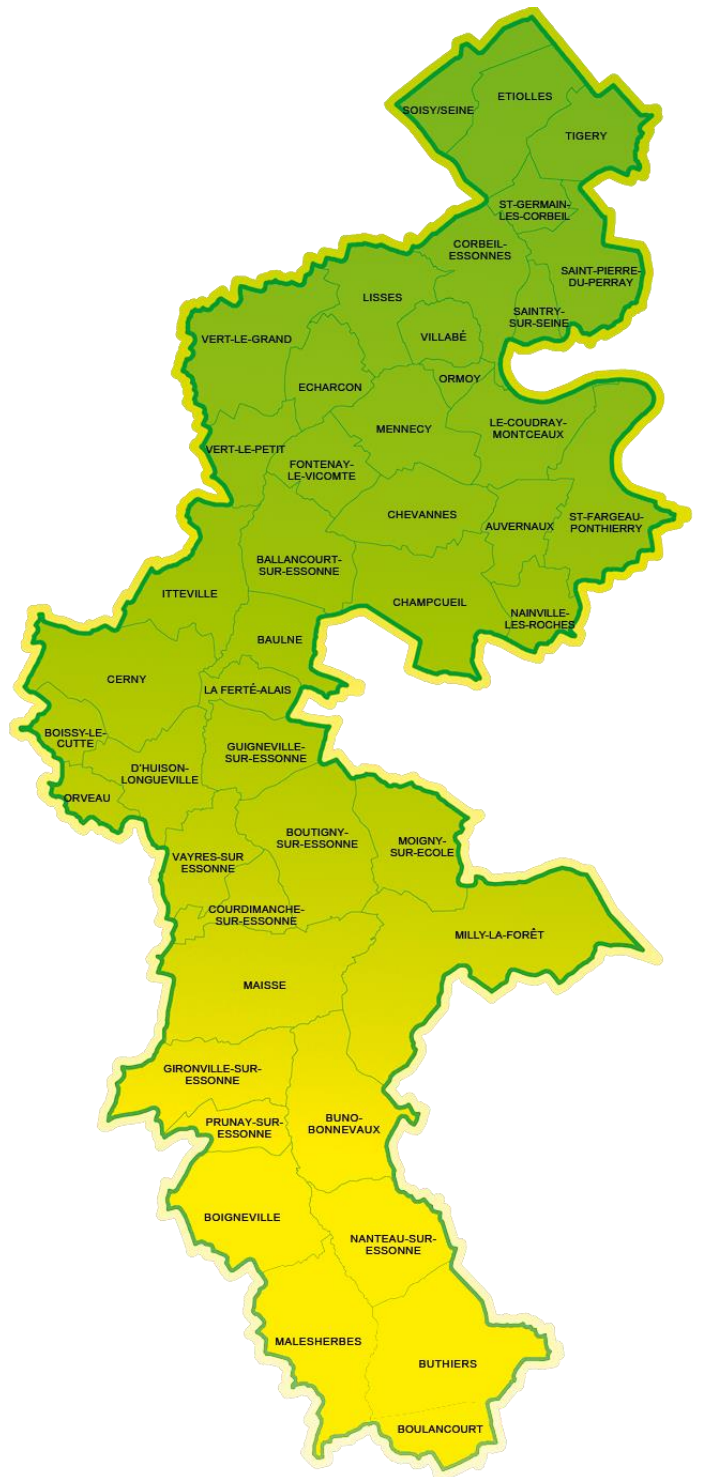 ETIOLLES
SOISY/SEINE
TIGERY
ST-GERMAIN-
LES-CORBEIL
CORBEIL-
ESSONNES
SAINT-PIERRE-
DU-PERRAY
LISSES
SAINTRY-
SUR-SEINE
VERT-LE-GRAND
VILLABÉ
ECHARCON
ORMOY
MENNECY
LE-COUDRAY-
MONTCEAUX
VERT-LE-PETIT
FONTENAY-
LE-VICOMTE
CHEVANNES
AUVERNAUX
ST-FARGEAU-
PONTHIERRY
BALLANCOURT-
SUR-ESSONNE
ITTEVILLE
CHAMPCUEIL
NAINVILLE-
LES-ROCHES
BAULNE
CERNY
LA FERTÉ-ALAIS
BOISSY-LE-
CUTTE
GUIGNEVILLE-
SUR-ESSONNE
D'HUISON-
LONGUEVILLE
ORVEAU
BOUTIGNY-
SUR-ESSONNE
MOIGNY-
SUR-ECOLE
VAYRES-SUR
ESSONNE
COURDIMANCHE-
SUR-ESSONNE
MILLY-LA-FORÊT
MAISSE
GIRONVILLE-SUR-
ESSONNE
PRUNAY-SUR-
ESSONNE
BUNO-
BONNEVAUX
BOIGNEVILLE
NANTEAU-SUR-
ESSONNE
MALESHERBES
BUTHIERS
BOULANCOURT